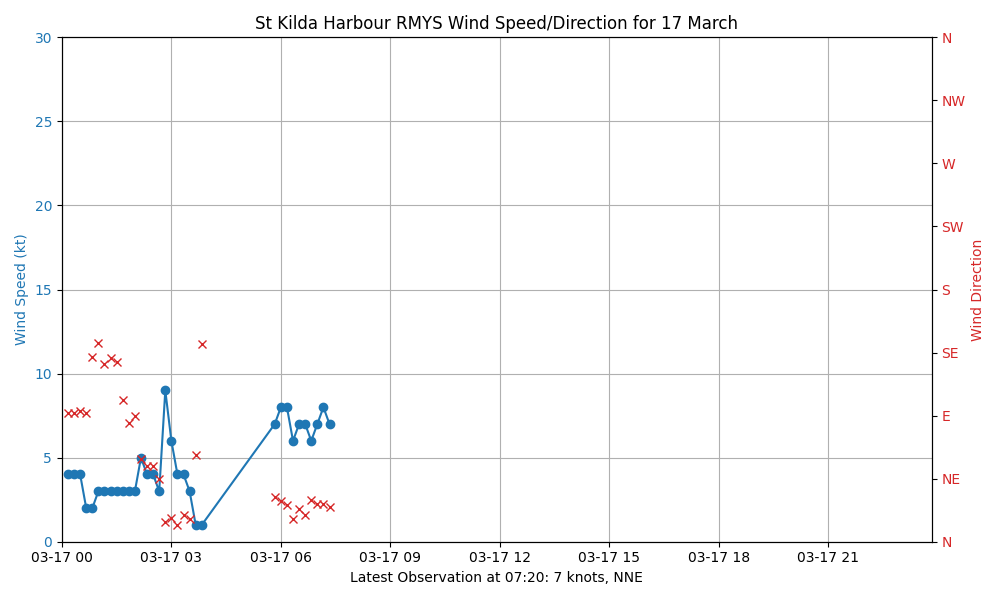 St Kilda Harbour RMYS Wind Speed/Direction for 17 March
30
25
20
15
10
5
0
Wind Speed (kt)
N
NW
W
SW
S
SE
E
NE
N
Wind Direction
03-17 00 03-17 03 03-17 06 03-17 09 03-17 12 03-17 15 03-17 18 03-17 21
Latest Observation at 07:20: 7 knots, NNE